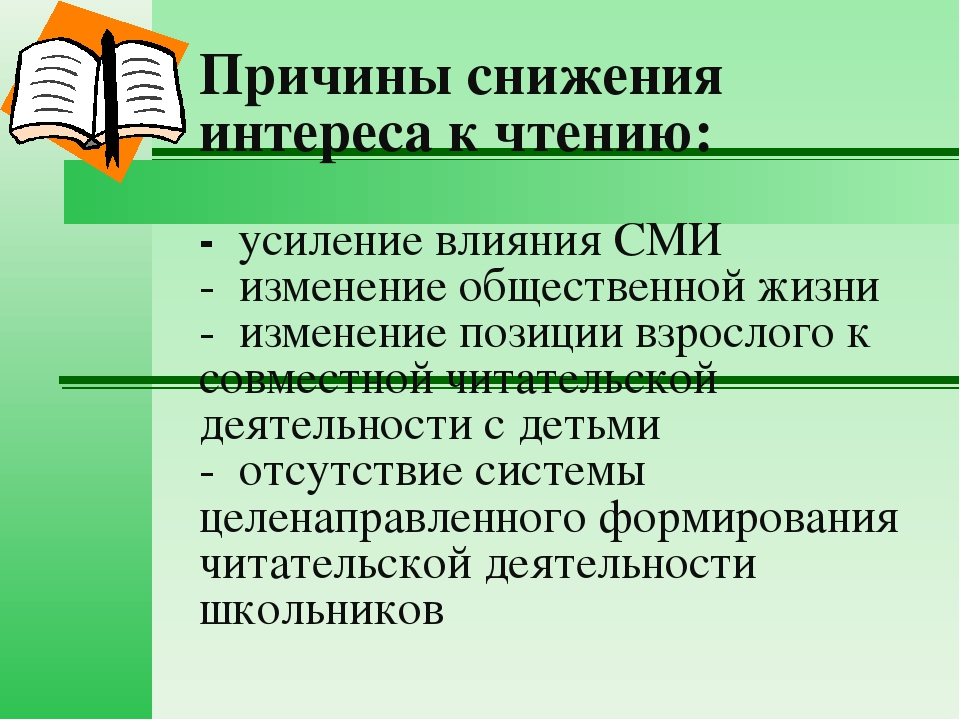 Причины снижения
интереса к чтению:
- усиление влияния СМИ
- изменение общественной жизни
- изменение позиции взрослого к
совместной читательской
деятельности с детьми
- отсутствие системы
целенаправленного формирования
читательской деятельности
школьников